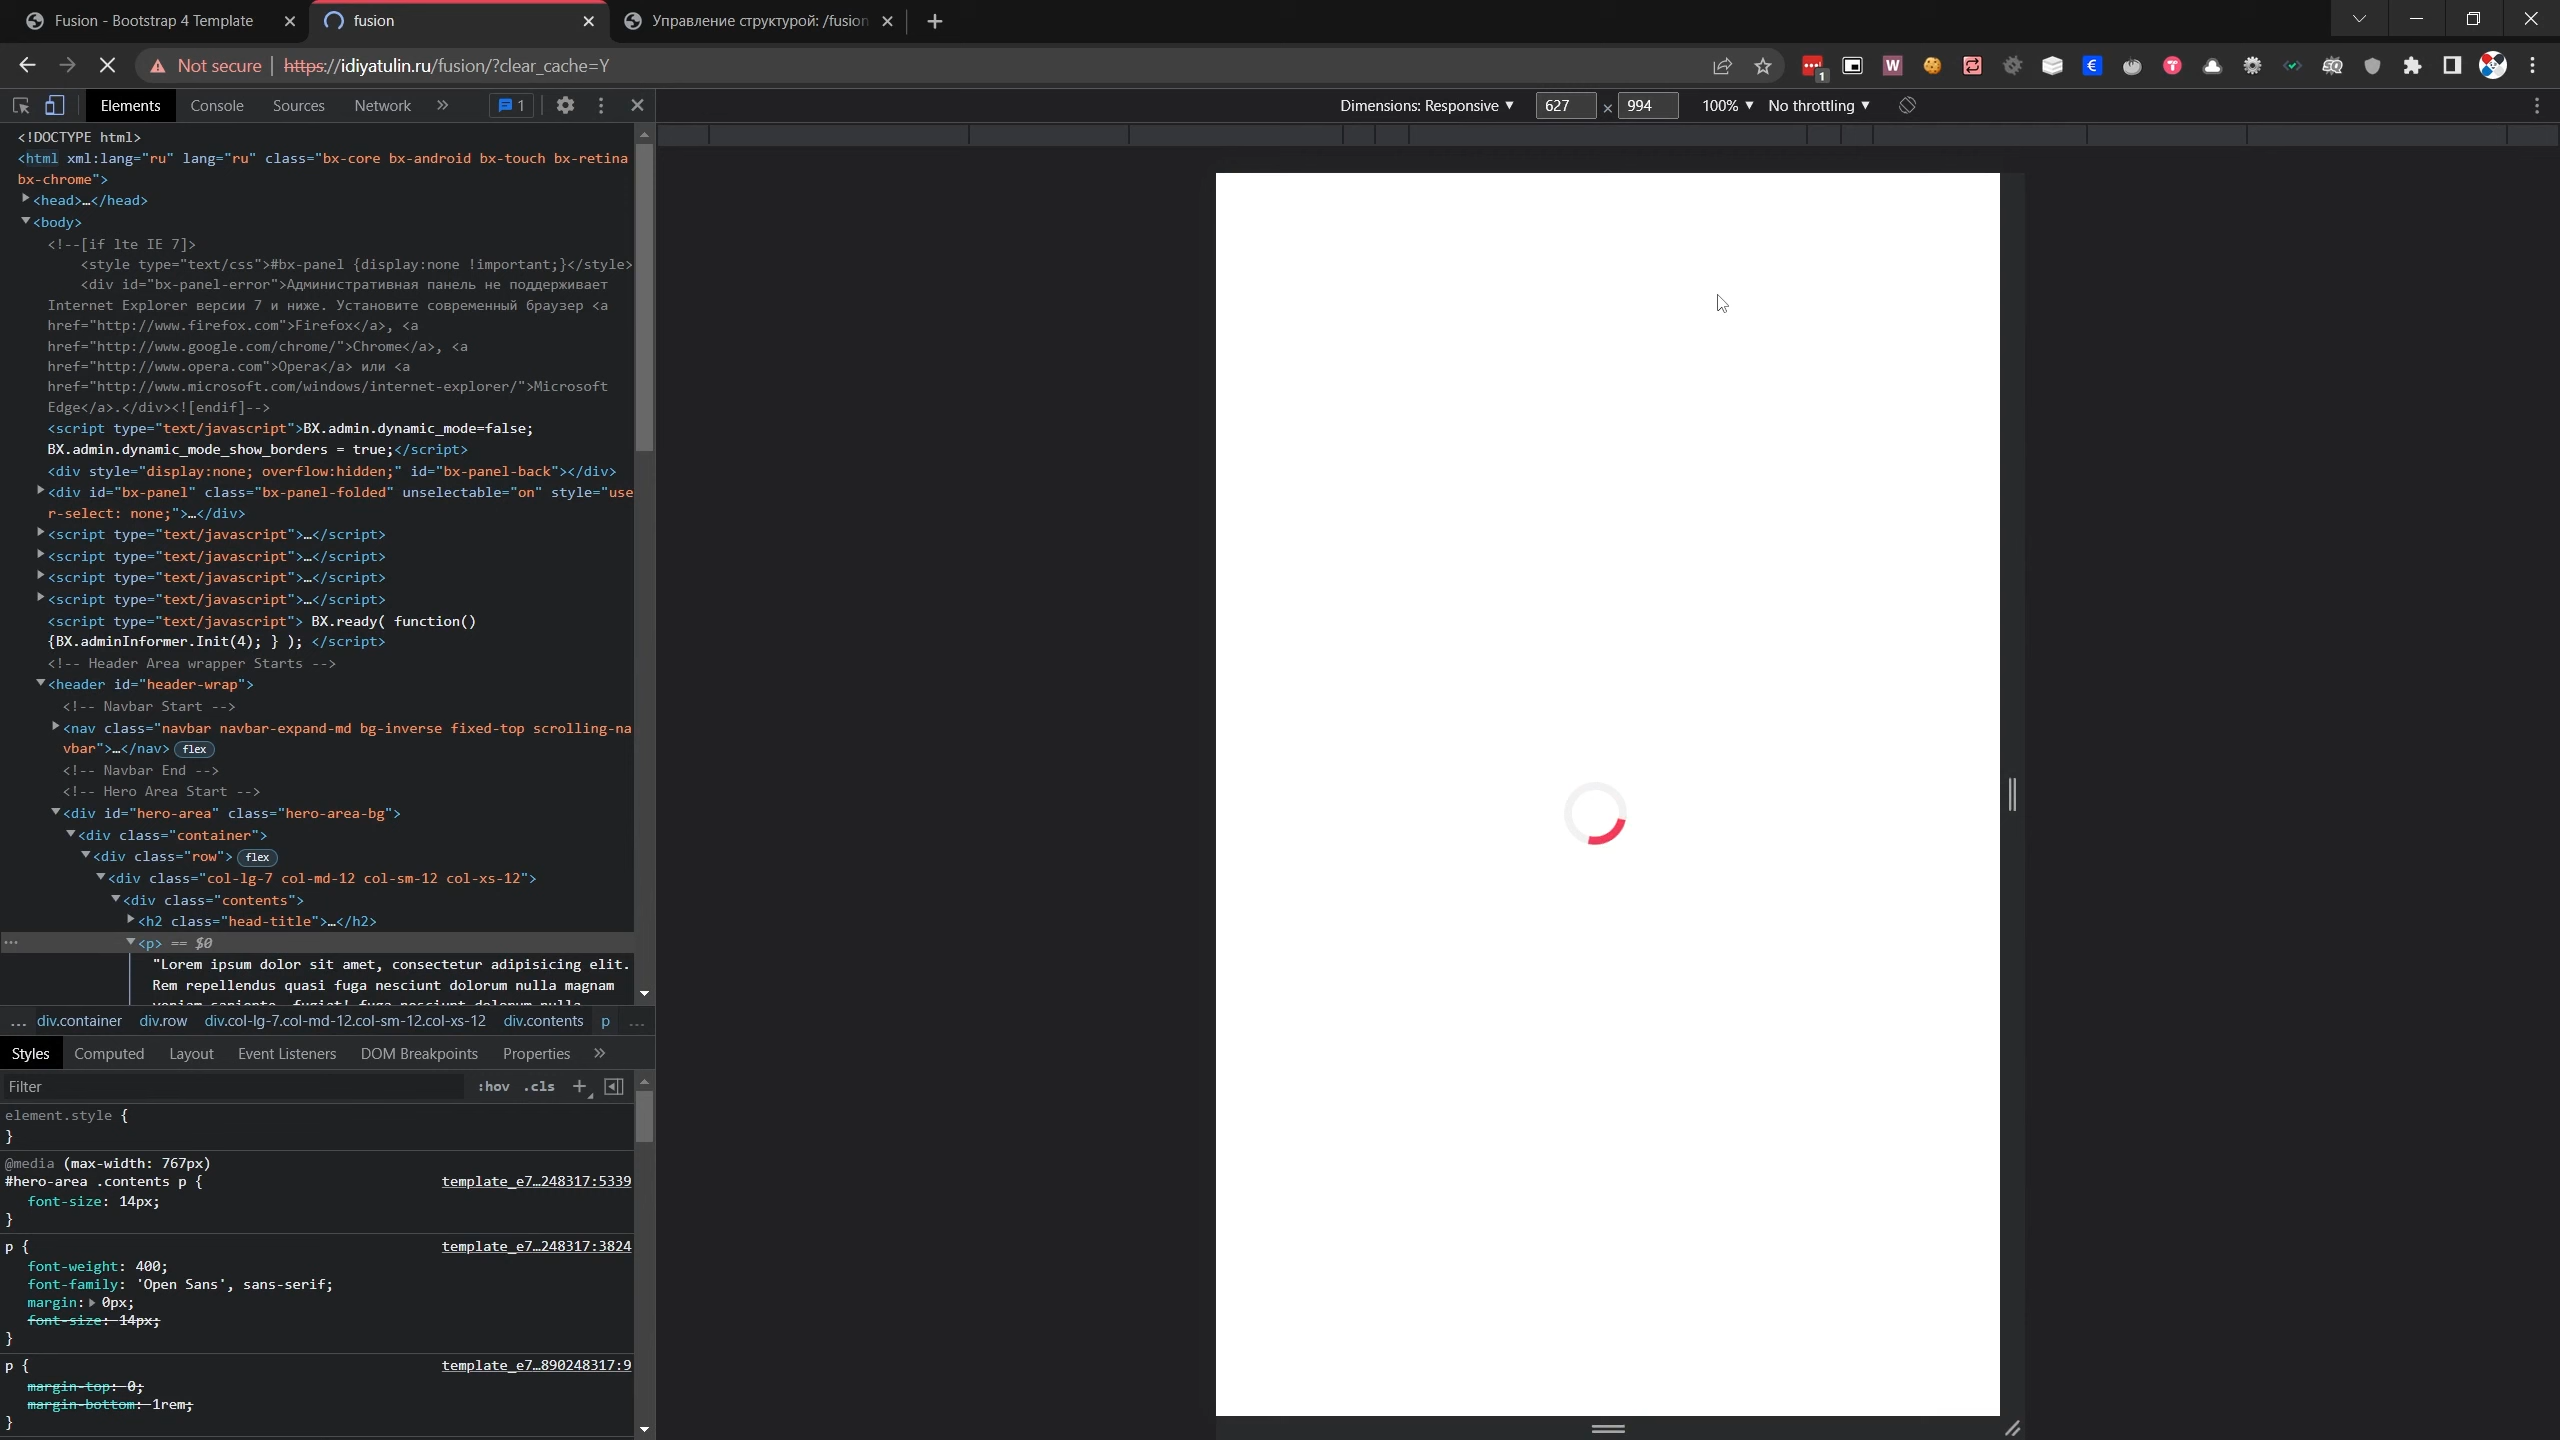 Fusion - Bootstrap 4 Template
fusion
Управление структурой: /fusion
Not secure | https://idiyatulin.ru/fusion/?clear_cache=Y
1
W
€
Elements Console Sources Network » 1
Dimensions: Responsive ▼ 627 × 994 100% ▼ No throttling ▼
<!DOCTYPE html>
<html xml:lang="ru" lang="ru" class="bx-core bx-android bx-touch bx-retina
bx-chrome">
<head>…</head>
<body>
<!--[if lte IE 7]>
<style type="text/css">#bx-panel {display:none !important;}</style>
<div id="bx-panel-error">Административная панель не поддерживает
Internet Explorer версии 7 и ниже. Установите современный браузер <a
href="http://www.firefox.com">Firefox</a>, <a
href="http://www.google.com/chrome/">Chrome</a>, <a
href="http://www.opera.com">Opera</a> или <a
href="http://www.microsoft.com/windows/internet-explorer/">Microsoft
Edge</a>.</div><![endif]-->
<script type="text/javascript">BX.admin.dynamic_mode=false;
BX.admin.dynamic_mode_show_borders = true;</script>
<div style="display:none; overflow:hidden;" id="bx-panel-back"></div>
<div id="bx-panel" class="bx-panel-folded" unselectable="on" style="use
r-select: none;">…</div>
<script type="text/javascript">…</script>
<script type="text/javascript">…</script>
<script type="text/javascript">…</script>
<script type="text/javascript">…</script>
<script type="text/javascript"> BX.ready( function()
{BX.adminInformer.Init(4); } ); </script>
<!-- Header Area wrapper Starts -->
<header id="header-wrap">
<!-- Navbar Start -->
<nav class="navbar navbar-expand-md bg-inverse fixed-top scrolling-na
vbar">…</nav> flex
<!-- Navbar End -->
<!-- Hero Area Start -->
<div id="hero-area" class="hero-area-bg">
<div class="container">
<div class="row"> flex
<div class="col-lg-7 col-md-12 col-sm-12 col-xs-12">
<div class="contents">
<h2 class="head-title">…</h2>
<p> == $0
"Lorem ipsum dolor sit amet, consectetur adipisicing elit.
Rem repellendus quasi fuga nesciunt dolorum nulla magnam
veniam sapiente, fugiat! fuga nesciunt dolorum nulla
… div.container div.row div.col-lg-7.col-md-12.col-sm-12.col-xs-12 div.contents p …
Styles Computed Layout Event Listeners DOM Breakpoints Properties »
Filter :hov .cls +
element.style {
}
@media (max-width: 767px)
#hero-area .contents p { template_e7…248317:5339
font-size: 14px;
}
p { template_e7…248317:3824
font-weight: 400;
font-family: 'Open Sans', sans-serif;
margin: 0px;
font-size: 14px;
}
p { template_e7…890248317:9
margin-top: 0;
margin-bottom: 1rem;
}